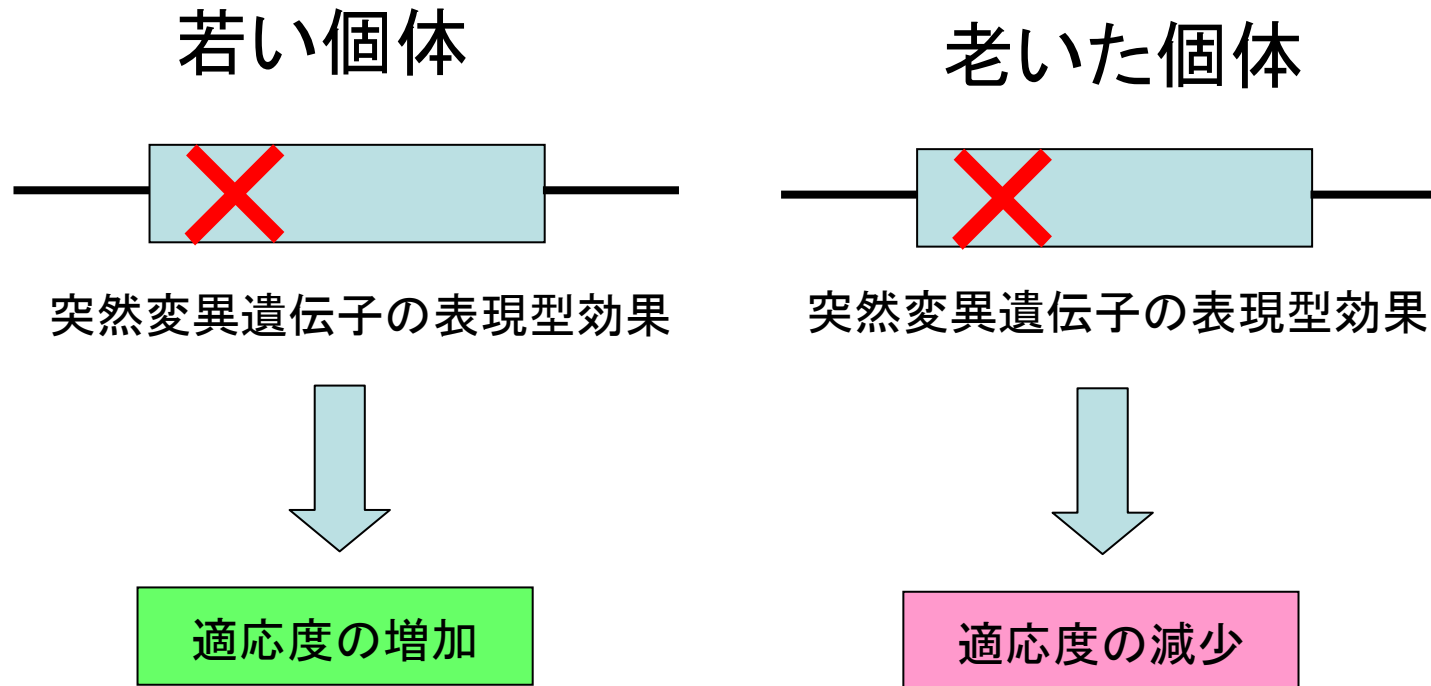 若い個体
老いた個体
突然変異遺伝子の表現型効果
突然変異遺伝子の表現型効果
適応度の増加
適応度の減少